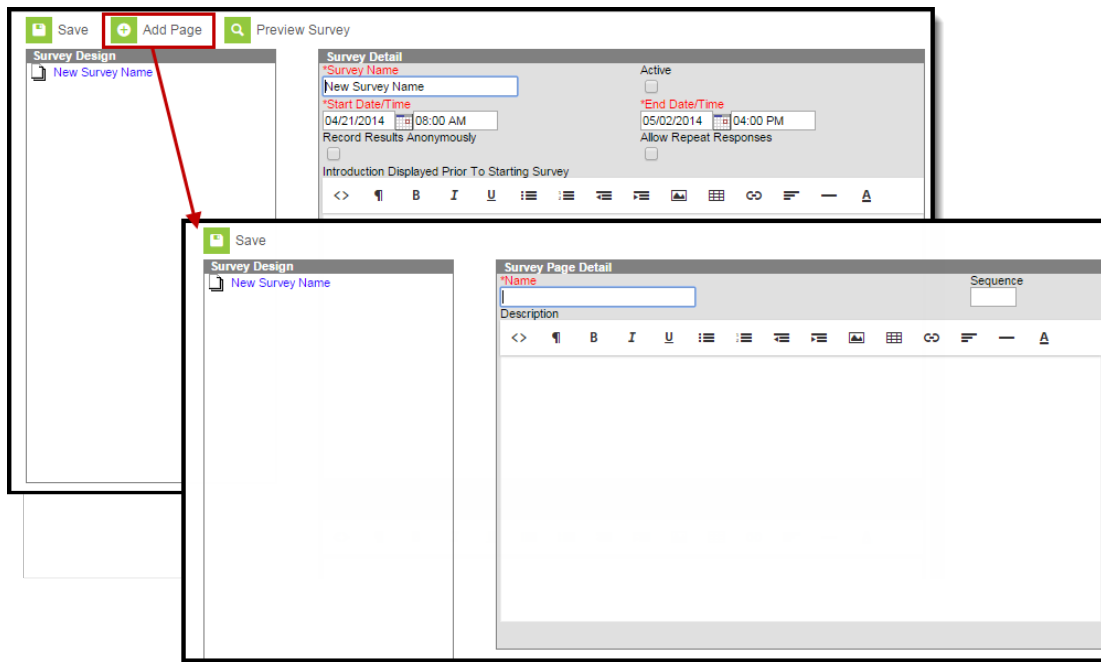 Save Add Page Preview Survey
Survey Design
New Survey Name
Survey Detail
*Survey Name Active
New Survey Name
*Start Date/Time *End Date/Time
04/21/2014 08:00 AM 05/02/2014 04:00 PM
Record Results Anonymously Allow Repeat Responses
Introduction Displayed Prior To Starting Survey
<> ¶ B I U A
Save
Survey Design
New Survey Name
Survey Page Detail
*Name Sequence
Description
<> ¶ B I U A